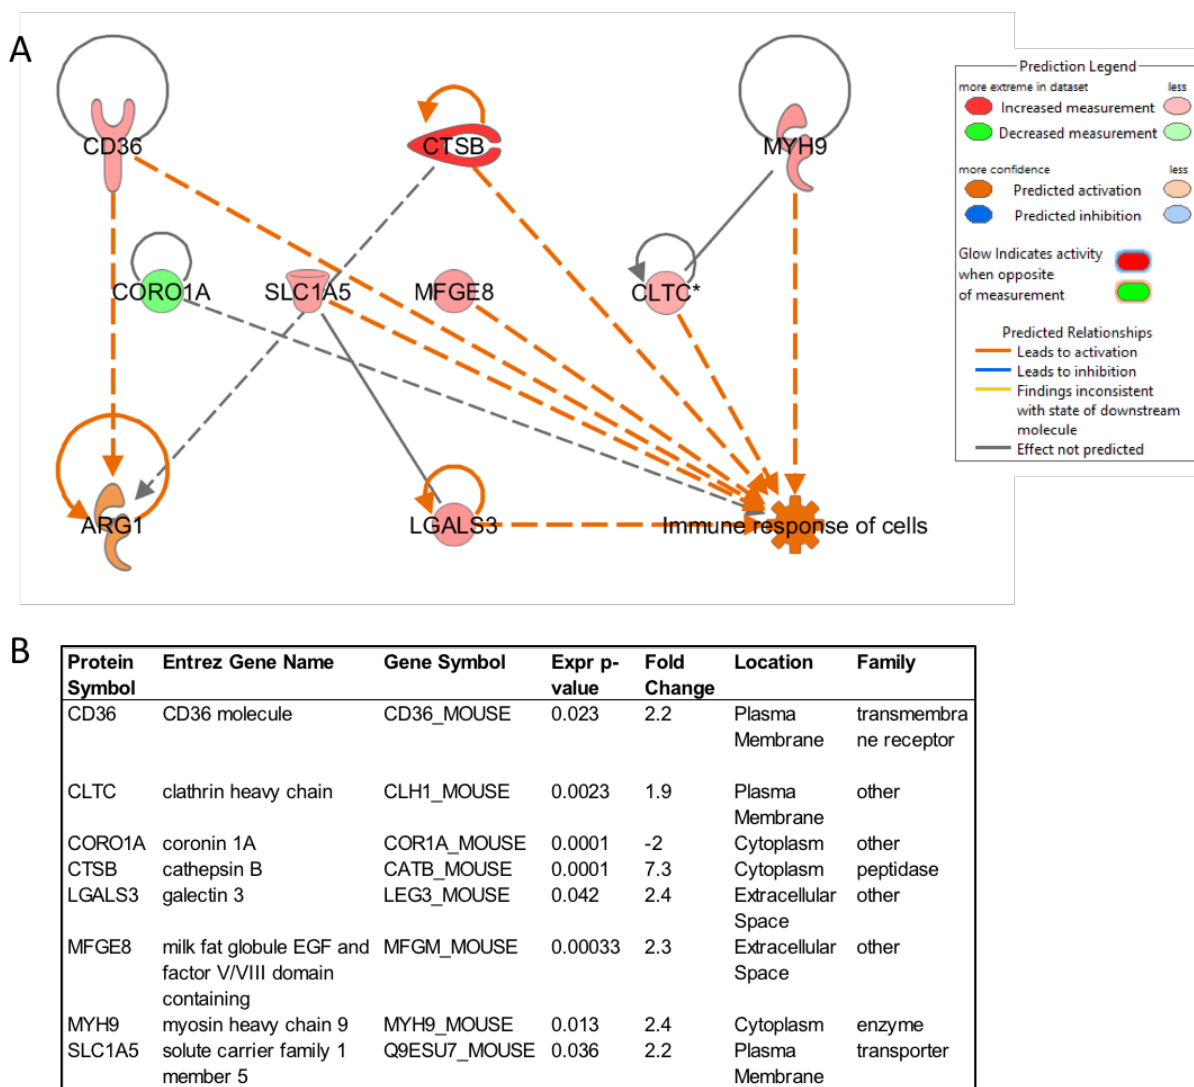 A
CD36
CTSB
MYH9
CORO1A
SLC1A5
MFGE8
CLTC*
ARG1
LGALS3
Immune response of cells
Prediction Legend
more extreme in dataset less
Increased measurement
Decreased measurement
more confidence less
Predicted activation
Predicted inhibition
Glow Indicates activity
when opposite
of measurement
Predicted Relationships
Leads to activation
Leads to inhibition
Findings inconsistent
with state of downstream
molecule
Effect not predicted
B
Protein Entrez Gene Name Gene Symbol Expr p- Fold Location Family
Symbol value Change
CD36 CD36 molecule CD36_MOUSE 0.023 2.2 Plasma transmembra
Membrane ne receptor
CLTC clathrin heavy chain CLH1_MOUSE 0.0023 1.9 Plasma other
Membrane
CORO1A coronin 1A COR1A_MOUSE 0.0001 -2 Cytoplasm other
CTSB cathepsin B CATB_MOUSE 0.0001 7.3 Cytoplasm peptidase
LGALS3 galectin 3 LEG3_MOUSE 0.042 2.4 Extracellular other
Space
MFGE8 milk fat globule EGF and MFGM_MOUSE 0.00033 2.3 Extracellular other
factor V/VIII domain Space
containing
MYH9 myosin heavy chain 9 MYH9_MOUSE 0.013 2.4 Cytoplasm enzyme
SLC1A5 solute carrier family 1 Q9ESU7_MOUSE 0.036 2.2 Plasma transporter
member 5 Membrane